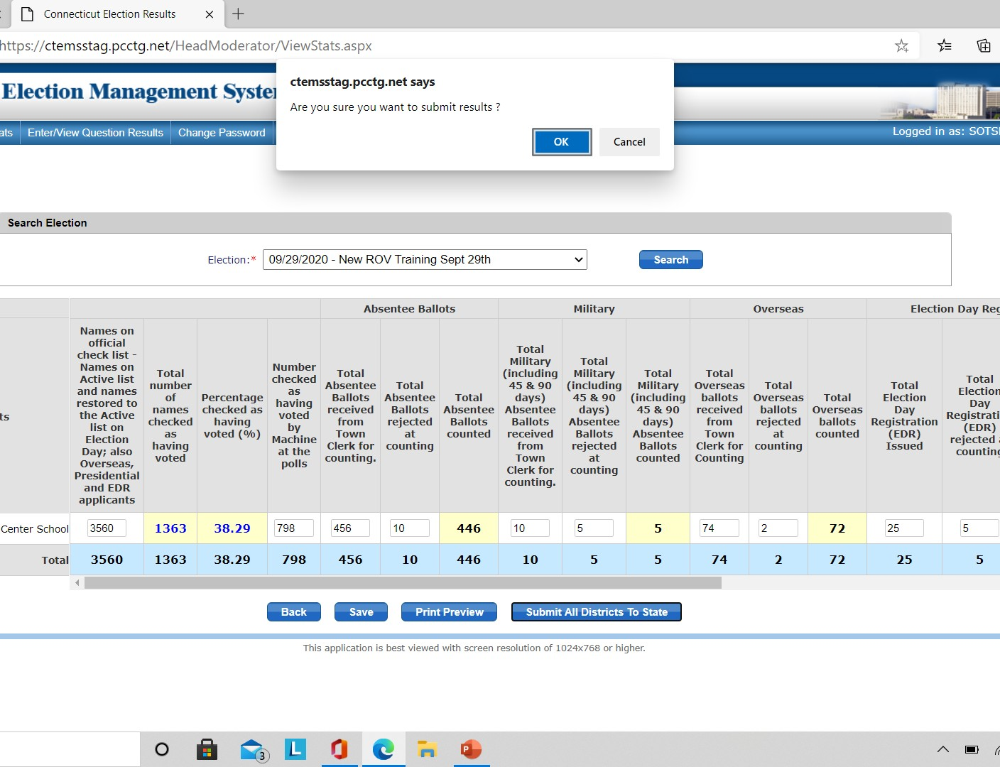 Connecticut Election Results
https://ctemsstag.pcctg.net/HeadModerator/ViewStats.aspx
ctemsstag.pcctg.net says
Are you sure you want to submit results ?
OK
Cancel
Election Management Syste
ats
Enter/View Question Results
Change Password
Logged in as: SOTS
Search Election
Election:*
09/29/2020 - New ROV Training Sept 29th
Search
Absentee Ballots
Military
Overseas
Election Day Reg
ts
Names on
official
check list -
Names on
Active list
and names
restored to
the Active
list on
Election
Day; also
Overseas,
Presidential
and EDR
applicants
Total
number
of
names
checked
as
having
voted
Percentage
checked as
having
voted (%)
Number
checked
as
having
voted
by
Machine
at the
polls
Total
Absentee
Ballots
received
from
Town
Clerk for
counting.
Total
Absentee
Ballots
rejected
at
counting
Total
Absentee
Ballots
counted
Total
Military
(including
45 & 90
days)
Absentee
Ballots
received
from
Town
Clerk for
counting.
Total
Military
(including
45 & 90
days)
Absentee
Ballots
rejected
at
counting
Total
Military
(including
45 & 90
days)
Absentee
Ballots
counted
Total
Overseas
ballots
received
from
Town
Clerk for
Counting
Total
Overseas
ballots
rejected
at
counting
Total
Overseas
ballots
counted
Total
Election
Day
Registration
(EDR)
Issued
Total
Election
Day
Registrati
(EDR)
rejected
counting
Center School 3560 1363 38.29 798 456 10 446 10 5 5 74 2 72 25 5
Total 3560 1363 38.29 798 456 10 446 10 5 5 74 2 72 25 5
Back
Save
Print Preview
Submit All Districts To State
This application is best viewed with screen resolution of 1024x768 or higher.
3
L
P